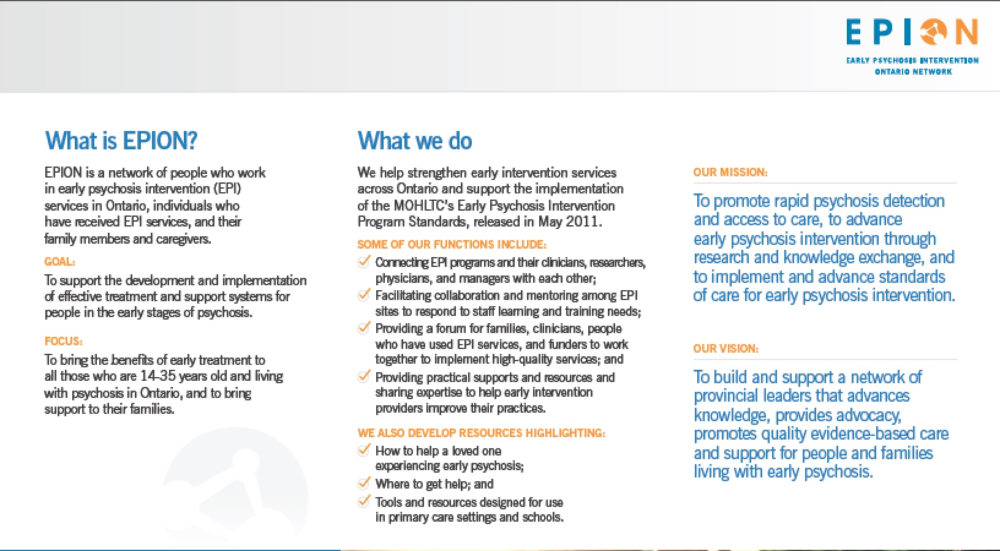 EPION
EARLY PSYCHOSIS INTERVENTION
ONTARIO NETWORK
What is EPION?
EPION is a network of people who work
in early psychosis intervention (EPI)
services in Ontario, individuals who
have received EPI services, and their
family members and caregivers.
GOAL:
To support the development and implementation
of effective treatment and support systems for
people in the early stages of psychosis.
FOCUS:
To bring the benefits of early treatment to
all those who are 14-35 years old and living
with psychosis in Ontario, and to bring
support to their families.
What we do
We help strengthen early intervention services
across Ontario and support the implementation
of the MOHLTC's Early Psychosis Intervention
Program Standards, released in May 2011.
SOME OF OUR FUNCTIONS INCLUDE:
Connecting EPI programs and their clinicians, researchers,
physicians, and managers with each other;
Facilitating collaboration and mentoring among EPI
sites to respond to staff learning and training needs;
Providing a forum for families, clinicians, people
who have used EPI services, and funders to work
together to implement high-quality services; and
Providing practical supports and resources and
sharing expertise to help early intervention
providers improve their practices.
WE ALSO DEVELOP RESOURCES HIGHLIGHTING:
How to help a loved one
experiencing early psychosis;
Where to get help; and
Tools and resources designed for use
in primary care settings and schools.
OUR MISSION:
To promote rapid psychosis detection
and access to care, to advance
early psychosis intervention through
research and knowledge exchange, and
to implement and advance standards
of care for early psychosis intervention.
OUR VISION:
To build and support a network of
provincial leaders that advances
knowledge, provides advocacy,
promotes quality evidence-based care
and support for people and families
living with early psychosis.